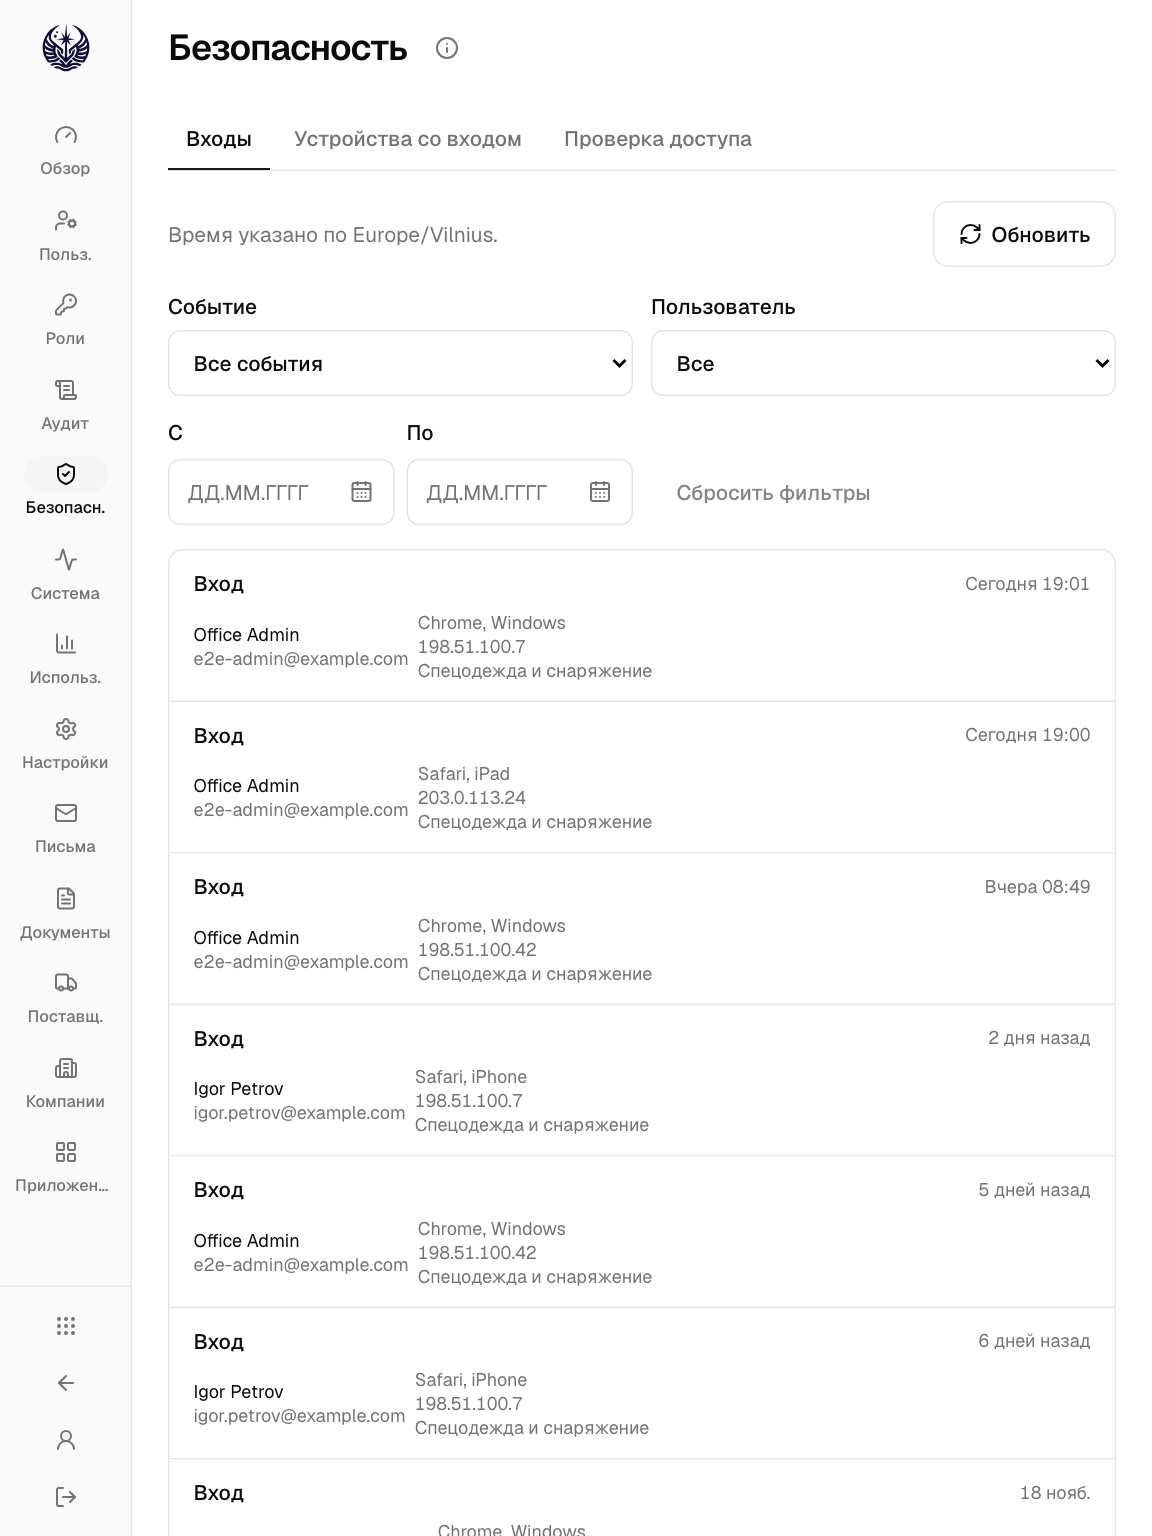 Безопасность
Обзор
Польз.
Роли
Аудит
Безопасн.
Система
Использ.
Настройки
Письма
Документы
Поставщ.
Компании
Приложен...
Входы
Устройства со входом
Проверка доступа
Время указано по Europe/Vilnius.
Обновить
Событие
Пользователь
Все события
Все
С
По
ДД.ММ.ГГГГ
ДД.ММ.ГГГГ
Сбросить фильтры
Вход
Сегодня 19:01
Office Admin
e2e-admin@example.com
Chrome, Windows
198.51.100.7
Спецодежда и снаряжение
Вход
Сегодня 19:00
Office Admin
e2e-admin@example.com
Safari, iPad
203.0.113.24
Спецодежда и снаряжение
Вход
Вчера 08:49
Office Admin
e2e-admin@example.com
Chrome, Windows
198.51.100.42
Спецодежда и снаряжение
Вход
2 дня назад
Igor Petrov
igor.petrov@example.com
Safari, iPhone
198.51.100.7
Спецодежда и снаряжение
Вход
5 дней назад
Office Admin
e2e-admin@example.com
Chrome, Windows
198.51.100.42
Спецодежда и снаряжение
Вход
6 дней назад
Igor Petrov
igor.petrov@example.com
Safari, iPhone
198.51.100.7
Спецодежда и снаряжение
Вход
18 нояб.
Chrome, Windows